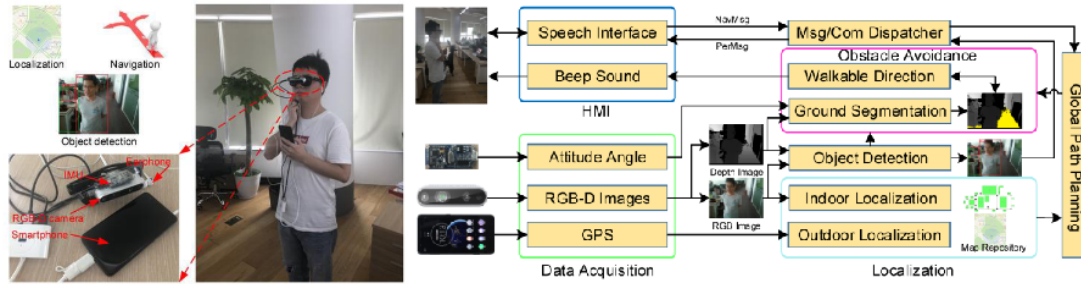 Localization
Navigation
Object detection
Earphone
IMU
RGB-D camera
Smartphone
Speech Interface
Beep Sound
HMI
NavMsg
PerMsg
Msg/Com Dispatcher
Obstacle Avoidance
Walkable Direction
Ground Segmentation
Attitude Angle
RGB-D Images
GPS
Data Acquisition
Depth Image
RGB Image
Object Detection
Indoor Localization
Outdoor Localization
Map Repository
Localization
Global Path Planning